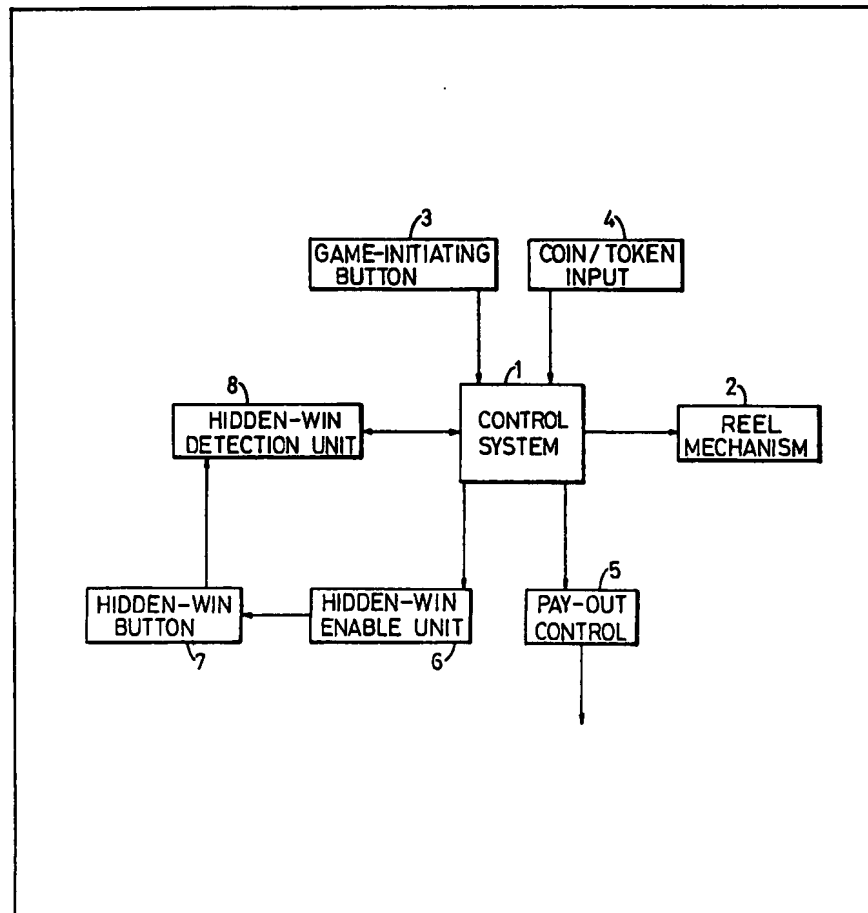 3
GAME-INITIATING
BUTTON
4
COIN/TOKEN
INPUT
1
CONTROL
SYSTEM
8
HIDDEN-WIN
DETECTION UNIT
2
REEL
MECHANISM
HIDDEN-WIN
BUTTON
7
HIDDEN-WIN
ENABLE UNIT
6
5
PAY-OUT
CONTROL